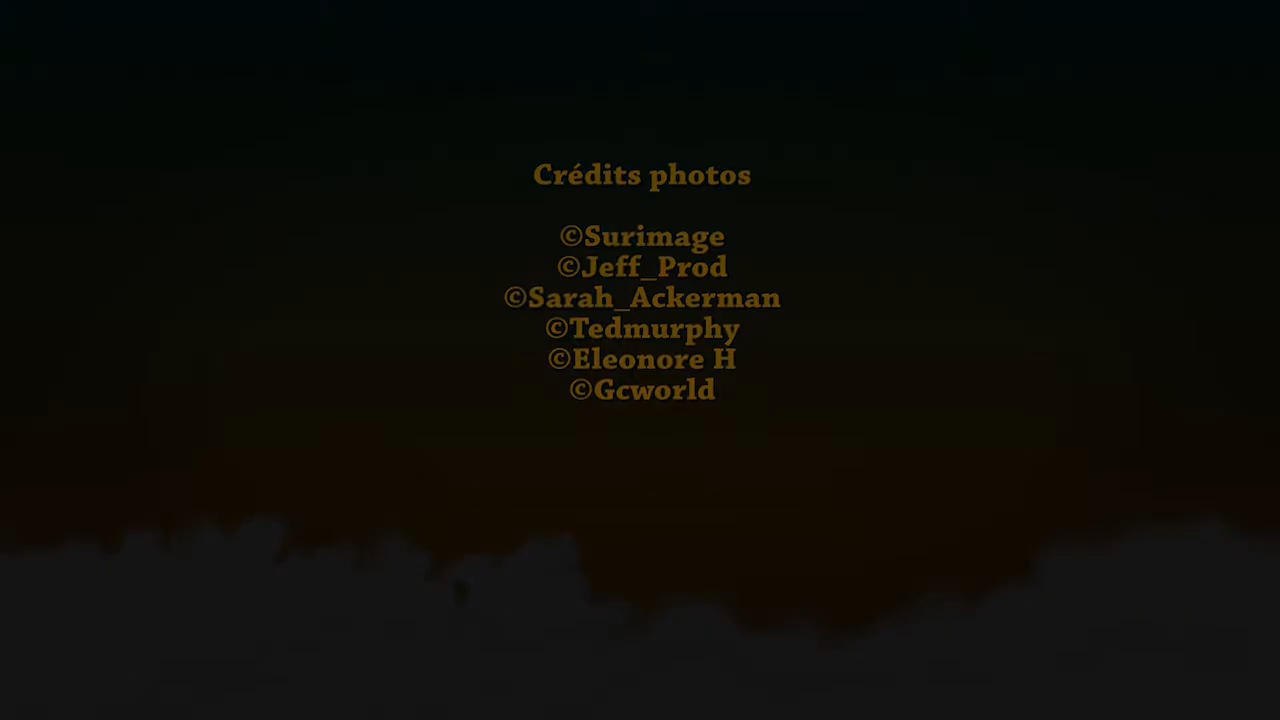 Crédits photos
©Surimage
©Jeff_Prod
©Sarah_Ackerman
©Tedmurphy
©Eleonore H
©Gcworld